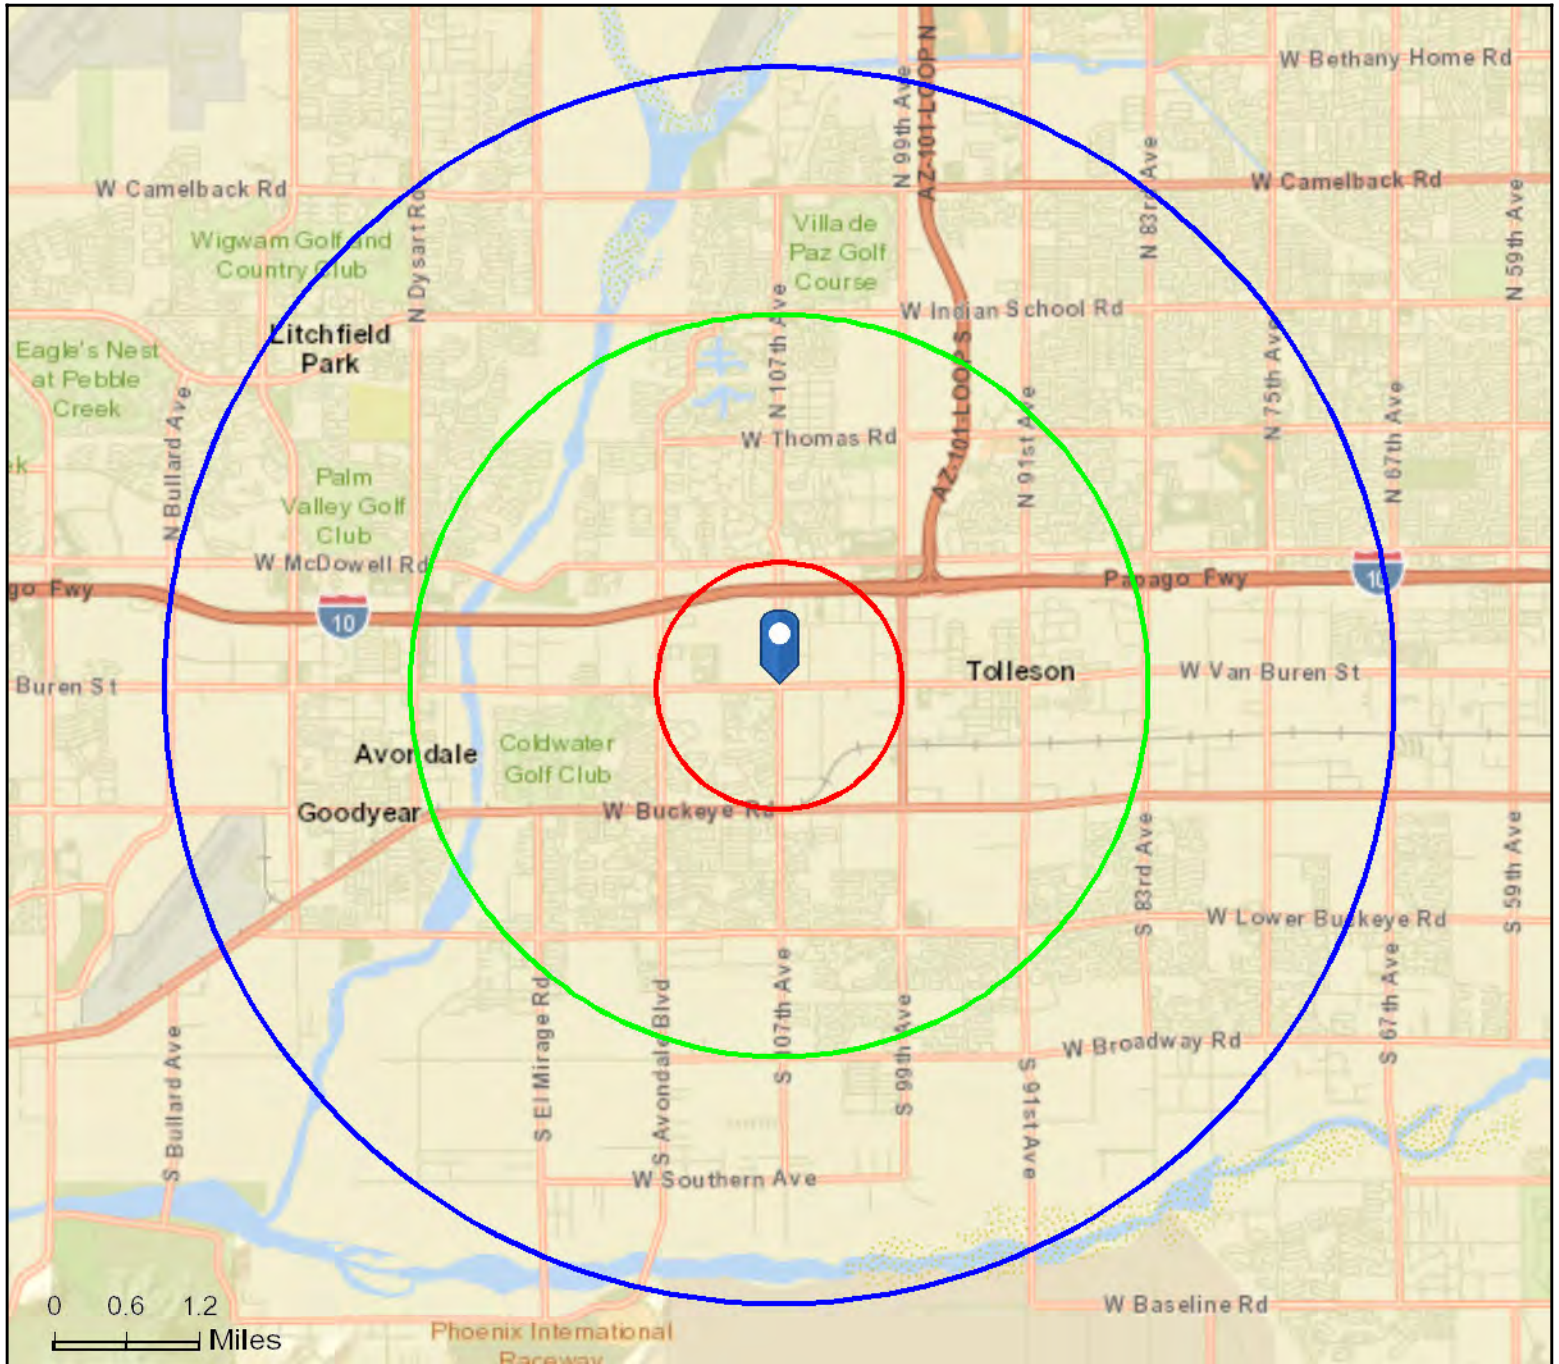 W Bethany Home Rd
N 99th Ave
AZ-101-LOOP N
N 83rd Ave
W Camelback Rd
W Camelback Rd
N Dysart Rd
N 59th Ave
Wigwam Golf and
Country Club
Villa de
Paz Golf
Course
W Indian School Rd
Litchfield
Park
Eagle's Nest
at Pebble
Creek
N 107th Ave
AZ-101-LOOP S
N 75th Ave
N Bullard Ave
N 91st Ave
N 67th Ave
W Thomas Rd
ek
Palm
Valley Golf
Club
W McDowell Rd
go Fwy
10
Papago Fwy
10
Buren St
Tolleson
W Van Buren St
Avondale
Coldwater
Golf Club
Goodyear
W Buckeye Rd
S 83rd Ave
S 59th Ave
W Lower Buckeye Rd
S El Mirage Rd
S Avondale Blvd
S 107th Ave
S 99th Ave
S 67th Ave
W Broadway Rd
S Bullard Ave
S 91st Ave
W Southern Ave
0 0.6 1.2
Miles
W Baseline Rd
Phoenix International
Raceway